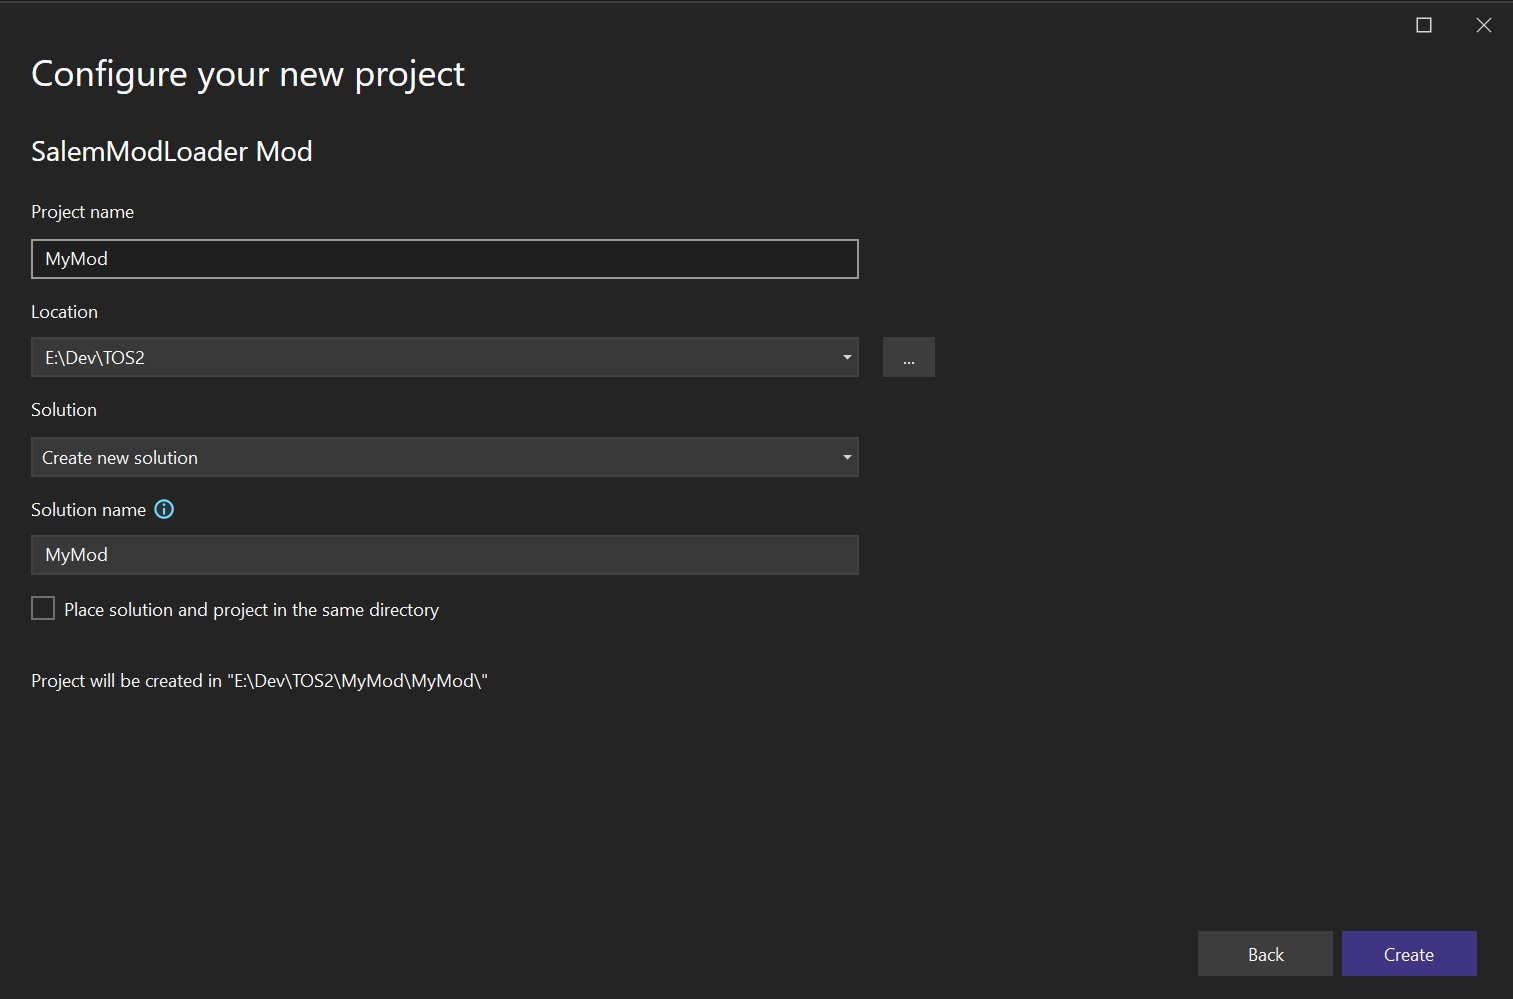 Configure your new project
SalemModLoader Mod
Project name
MyMod
Location
E:\Dev\TOS2
...
Solution
Create new solution
Solution name
MyMod
Place solution and project in the same directory
Project will be created in "E:\Dev\TOS2\MyMod\MyMod\"
Back
Create